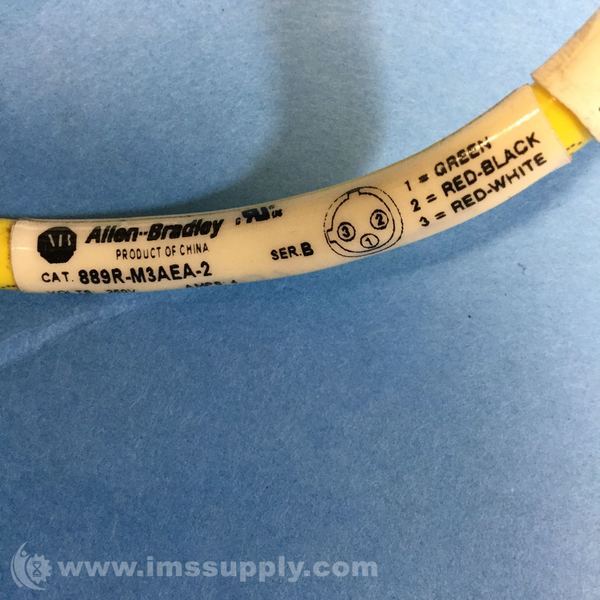 AB Allen-Bradley
PRODUCT OF CHINA
CAT. 889R-M3AEA-2
SER.B
3 2
1
1 = GREEN
2 = RED-BLACK
3 = RED-WHITE
www.imssupply.com